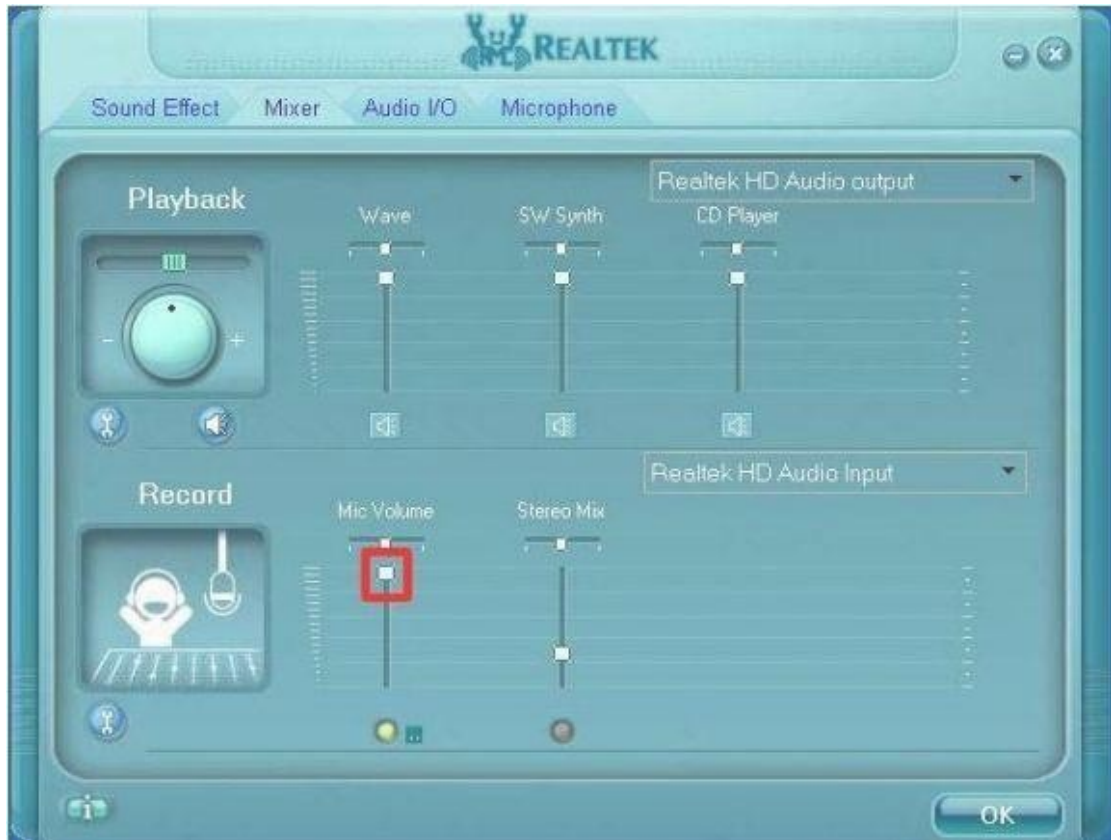 REALTEK
Sound Effect Mixer Audio I/O Microphone
Realtek HD Audio output
Playback
Wave SW Synth CD Player
- +
Realtek HD Audio Input
Record
Mic Volume Stereo Mix
i
OK